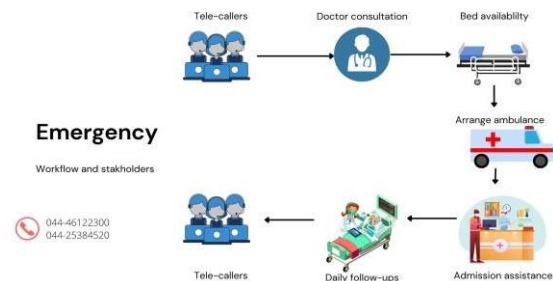 Tele-callers
Doctor consultation
Bed availablilty
Arrange ambulance
Emergency
Workflow and stakholders
044-46122300
044-25384520
Tele-callers
Daily follow-ups
Admission assistance